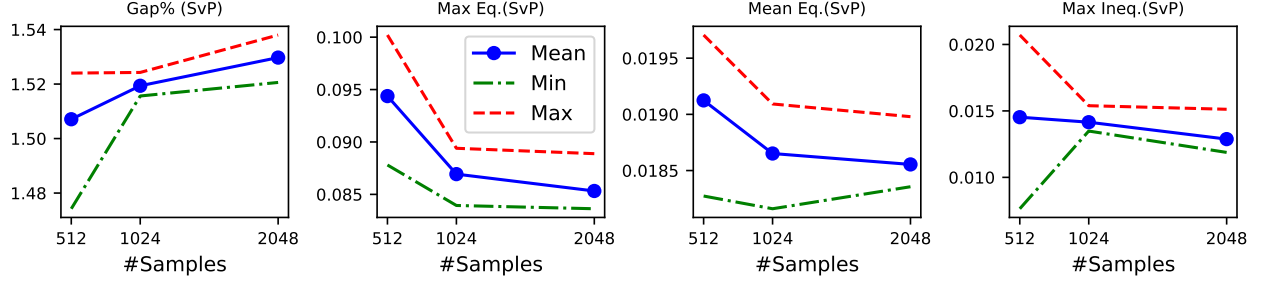 Gap% (SvP)
1.54
1.52
1.50
1.48
512
1024
2048
#Samples
Max Eq.(SvP)
0.100
0.095
0.090
0.085
Mean
Min
Max
512
1024
2048
#Samples
Mean Eq.(SvP)
0.0195
0.0190
0.0185
512
1024
2048
#Samples
Max Ineq.(SvP)
0.020
0.015
0.010
512
1024
2048
#Samples